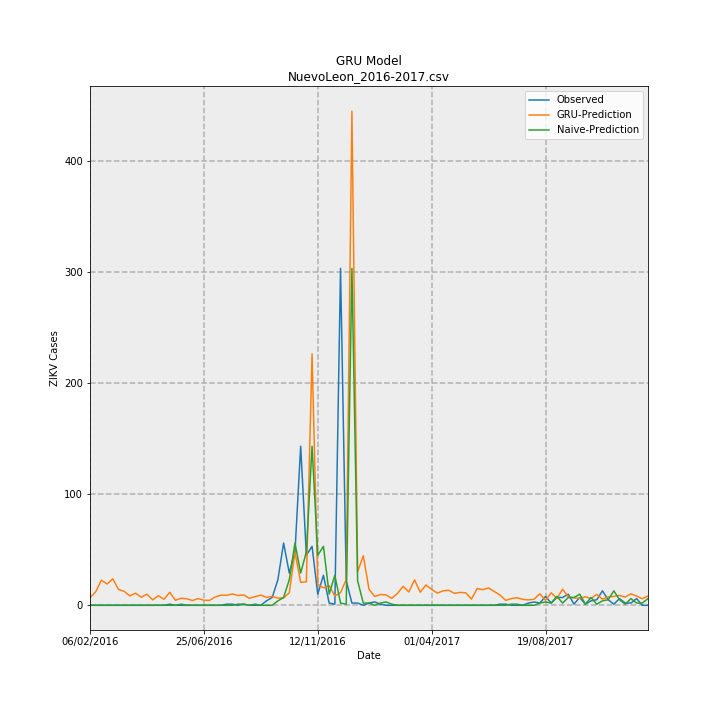 GRU Model
NuevoLeon_2016-2017.csv
Observed
GRU-Prediction
Naive-Prediction
400
300
200
100
0
ZIKV Cases
06/02/2016
25/06/2016
12/11/2016
01/04/2017
19/08/2017
Date